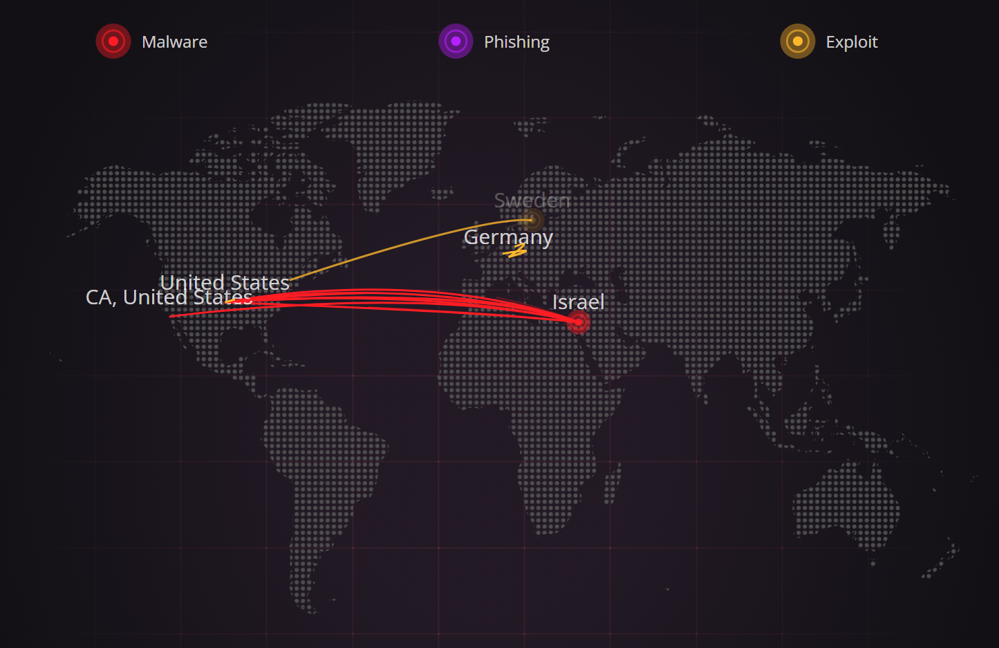 Malware
Phishing
Exploit
Sweden
Germany
United States
CA, United States
Israel